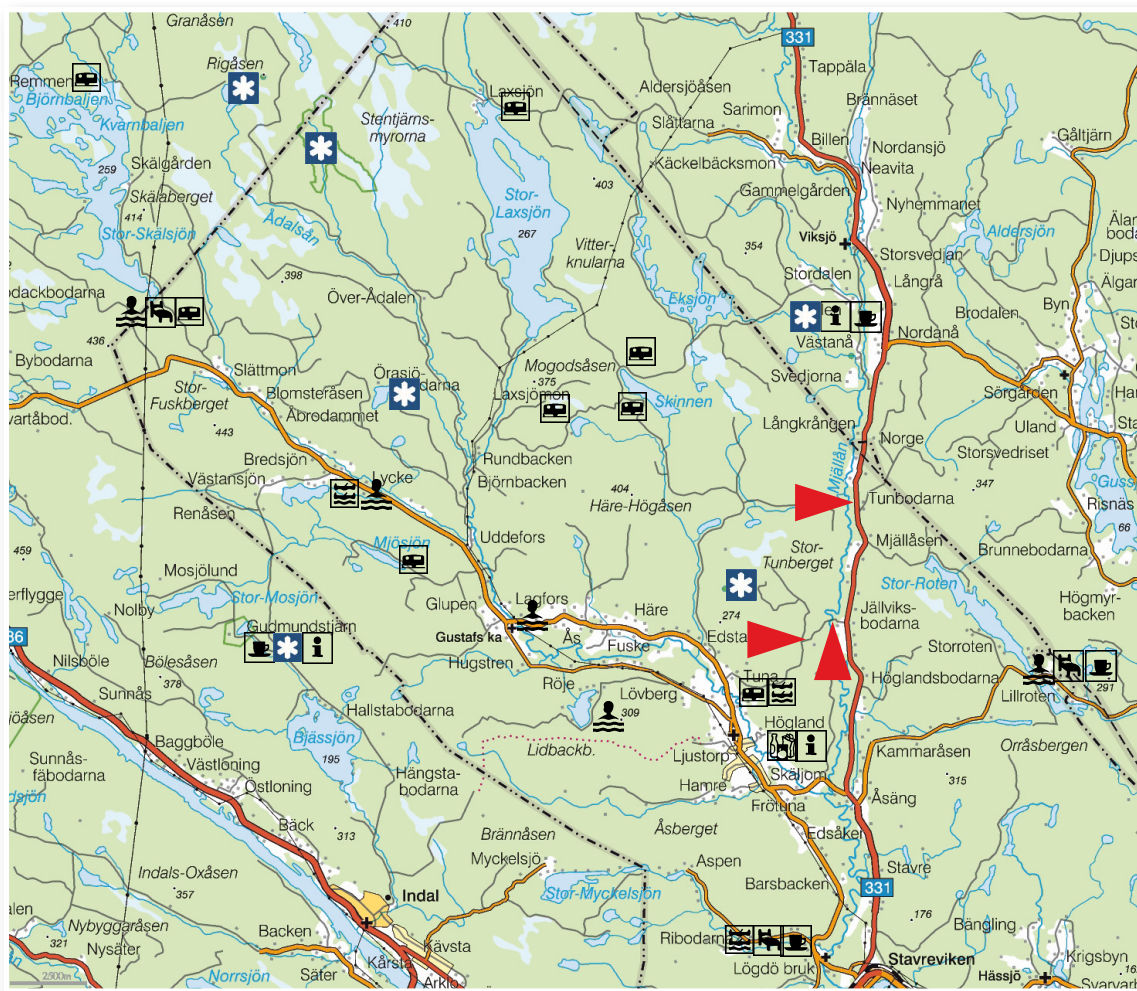 Granåsen
410
331
Rigåsen
Tappäla
Remmen
Laxsjön
Aldersjöåsen
Björnbaljen
Brännäset
Sarimon
Stentjärns-
myrorna
Kvarnbaljen
Slåttarna
Billen
Gåltjärn
Nordansjö
Skälgården
Käckelbäcksmon
Neavita
259
403
Gammelgården
Skälaberget
Stor-
Laxsjön
267
Nyhemmanet
414
Ådalsån
Stor-Skälsjön
Viksjö
Aldersjön
354
Vitter-
knularna
Storsvedjan
398
Stordalen
Långrå
Över-Ådalen
Eksjön
Byn
Brodalen
436
Västanå
Nordanå
Bybodarna
Mogodsåsen
375
Slättmon
Örasjö-
Svedjorna
Stor-
Fuskberget
Blomsteråsen
Laxsjömon
Skinnen
Sörgården
Åbrodammet
443
Långkrången
Uland
Norge
Bredsjön
Rundbacken
Storsvedriset
Västansjön
Lycke
Björnbacken
Mjällån
347
404
Häre-Högåsen
Tunbodarna
Renåsen
66
Uddefors
Mjällåsen
Stor-
Tunberget
Brunnebodarna
459
Mjösjön
Mosjölund
Stor-Roten
Stor-Mosjön
Högmyr-
backen
Glupen
Lagfors
Häre
274
Jällviks-
bodarna
Nolby
Gudmundstjärn
Gustafs ka
Ås
Fuske
Storroten
Nilsböle
Bölesåsen
Hugstren
378
Röje
Tuna
Höglandsbodarna
Sunnås
Lövberg
Lillroten
291
Hallstabodarna
309
Högland
Baggböle
Bjässjön
Lidbackb.
Kammaråsen
Orråsbergen
Sunnås-
fäbodarna
Västloning
195
Ljustorp
Hängsta-
bodarna
Skäljom
315
Östloning
Hamre
Åsäng
Frötuna
Bäck
Åsberget
Edsåker
313
Brännåsen
Myckelsjö
Aspen
Stavre
Indals-Oxåsen
357
Stor-Myckelsjön
Barsbacken
331
Indal
176
Nybyggaråsen
Bängling
321
Nysäter
Backen
Kävsta
Lögdö bruk
Stavreviken
Krigsbyn
Kårsta
Norrsjön
Säter
Hässjö
2500m